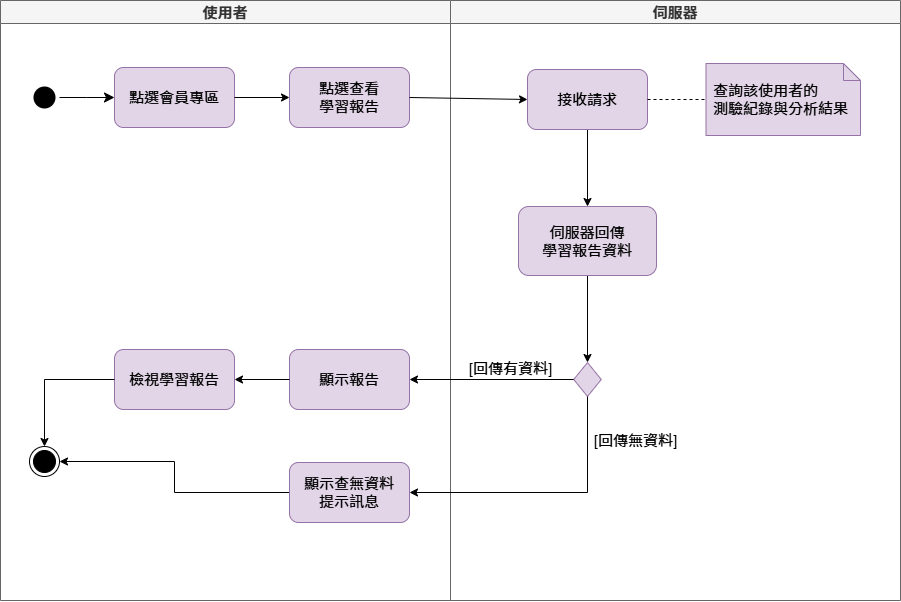 使用者
伺服器
點選會員專區
點選查看
學習報告
接收請求
查詢該使用者的
測驗紀錄與分析結果
伺服器回傳
學習報告資料
[回傳有資料]
顯示報告
檢視學習報告
[回傳無資料]
顯示查無資料
提示訊息